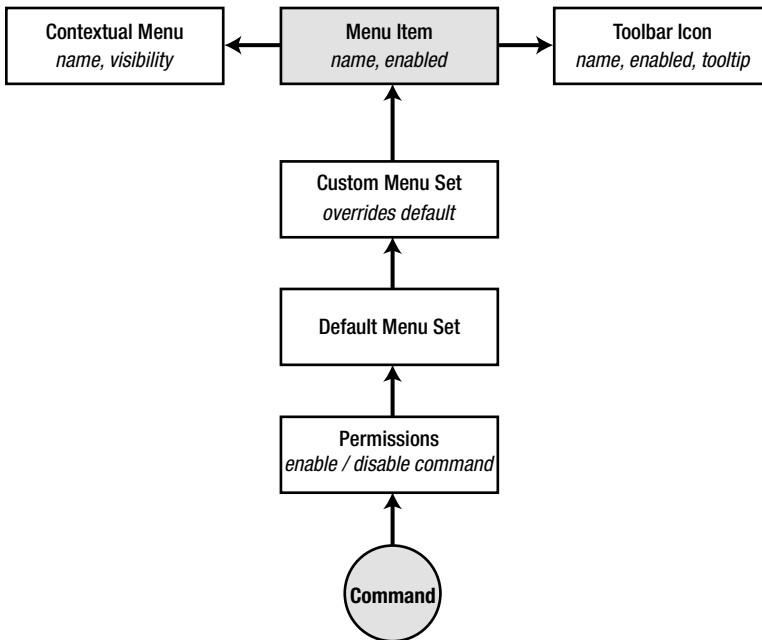 Contextual Menu
name, visibility
Menu Item
name, enabled
Toolbar Icon
name, enabled, tooltip
Custom Menu Set
overrides default
Default Menu Set
Permissions
enable / disable command
Command